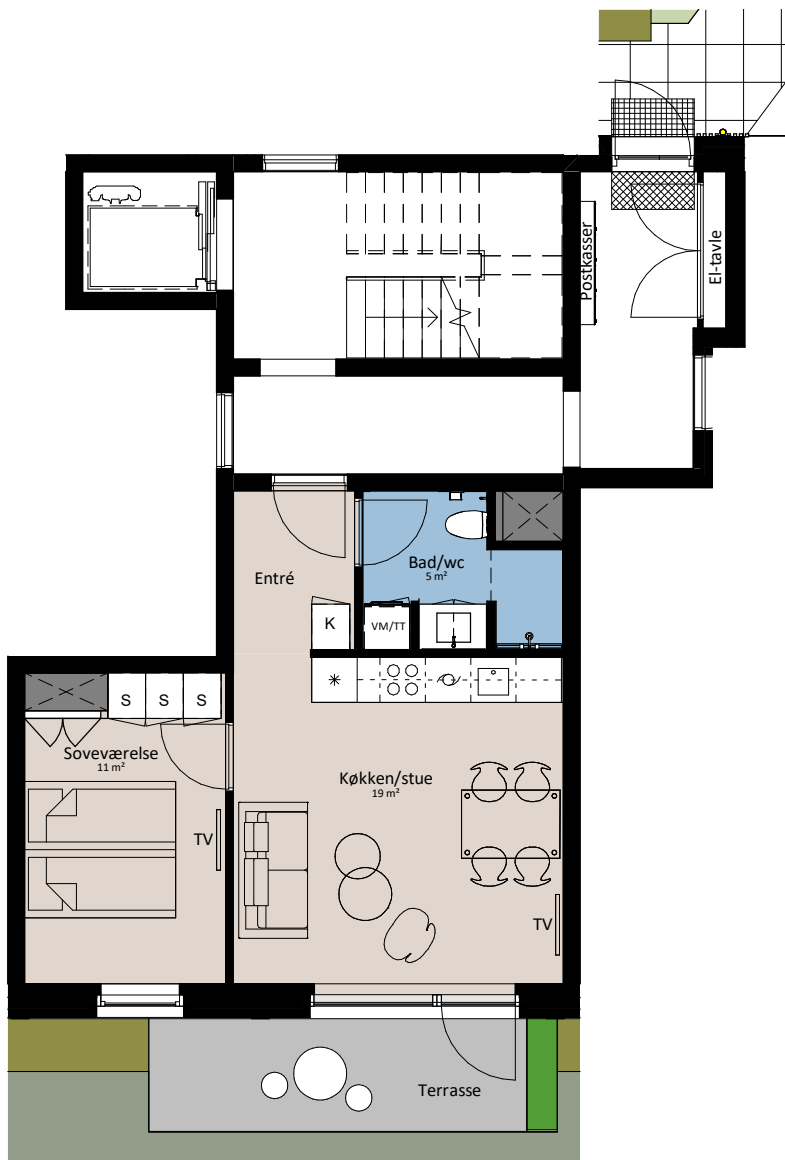 Postkasser
El-tavle
Bad/wc
5 m²
Entré
K
VM/TT
S
S
S
Soveværelse
11 m²
Køkken/stue
19 m²
TV
TV
Terrasse